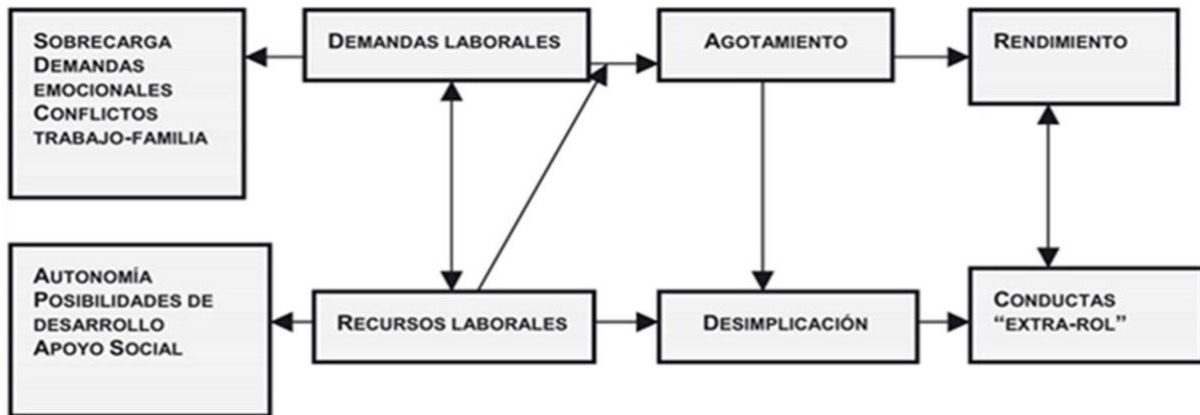 SOBRECARGA
DEMANDAS
EMOCIONALES
CONFLICTOS
TRABAJO-FAMILIA
DEMANDAS LABORALES
AGOTAMIENTO
RENDIMIENTO
AUTONOMÍA
POSIBILIDADES DE
DESARROLLO
APOYO SOCIAL
RECURSOS LABORALES
DESIMPLICACIÓN
CONDUCTAS
“EXTRA-ROL”